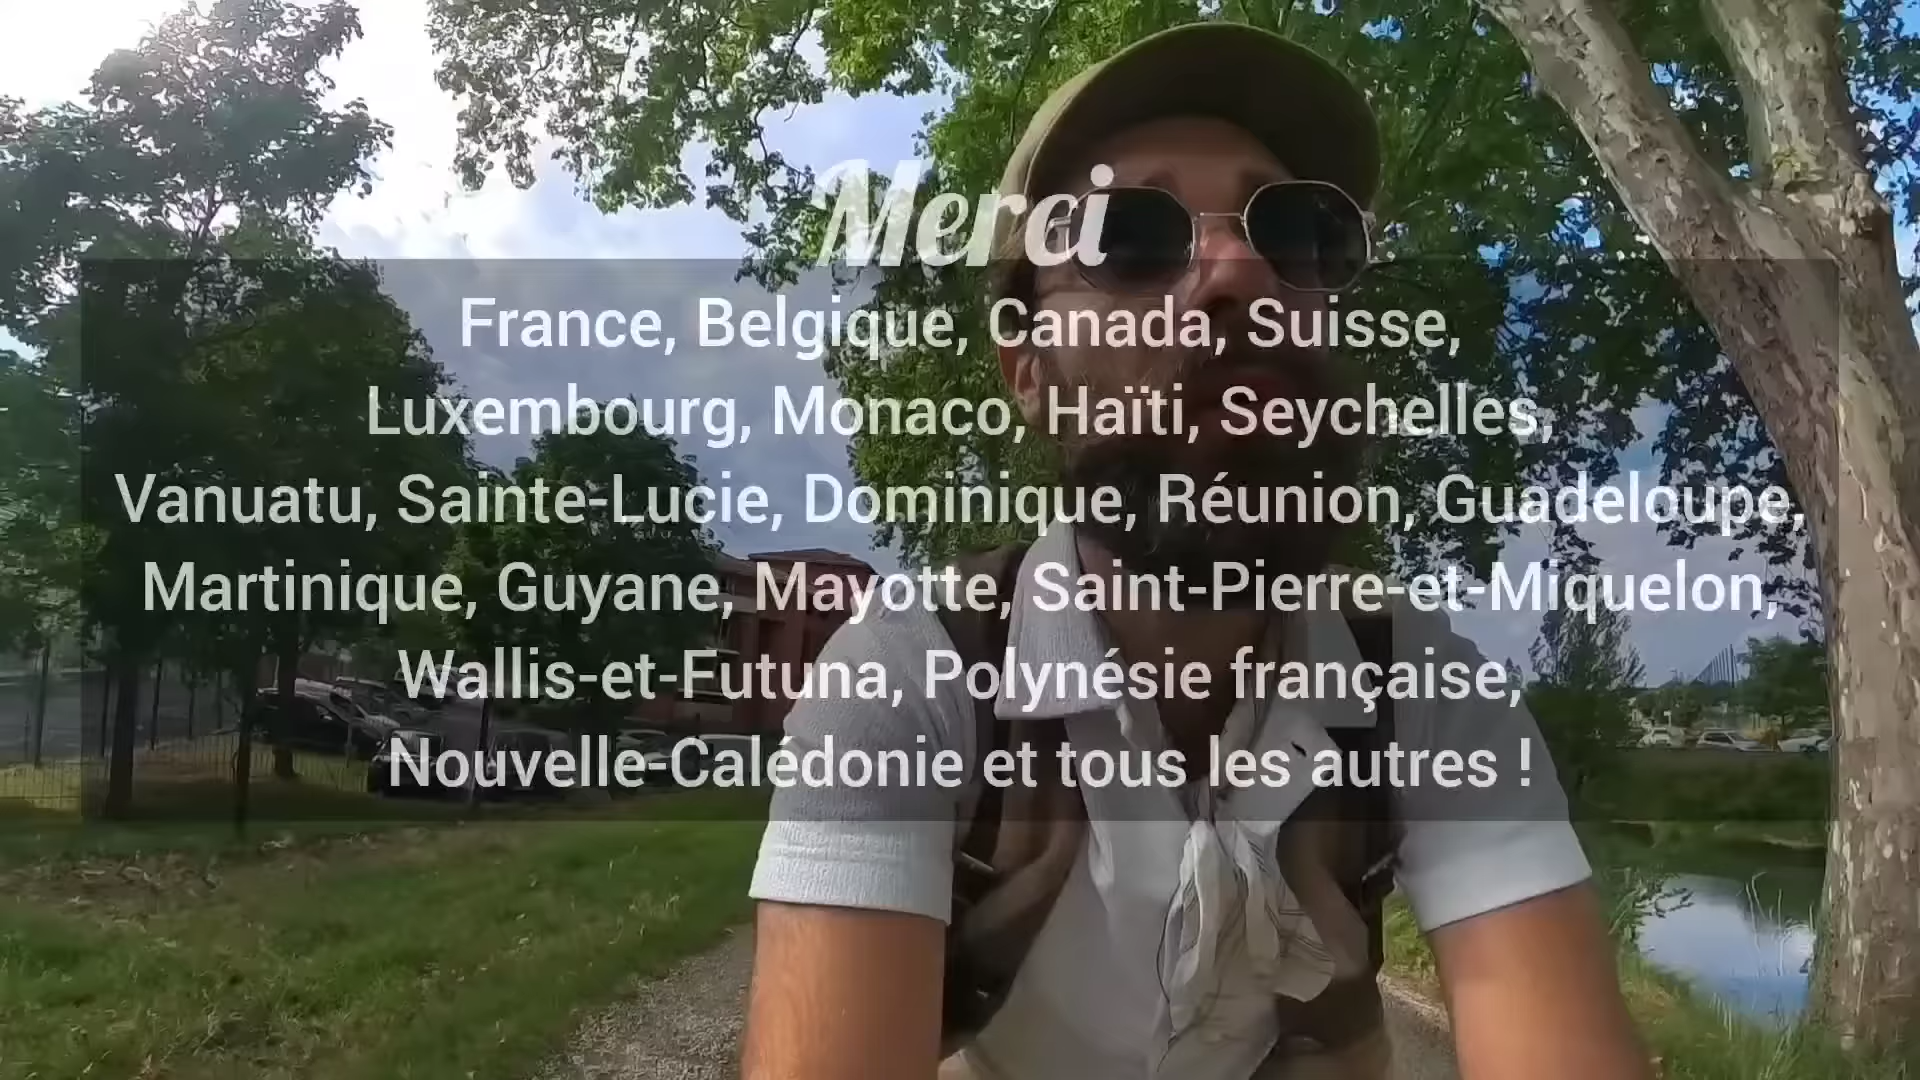 Merci
France, Belgique, Canada, Suisse,
Luxembourg, Monaco, Haïti, Seychelles,
Vanuatu, Sainte-Lucie, Dominique, Réunion, Guadeloupe,
Martinique, Guyane, Mayotte, Saint-Pierre-et-Miquelon,
Wallis-et-Futuna, Polynésie française,
Nouvelle-Calédonie et tous les autres !